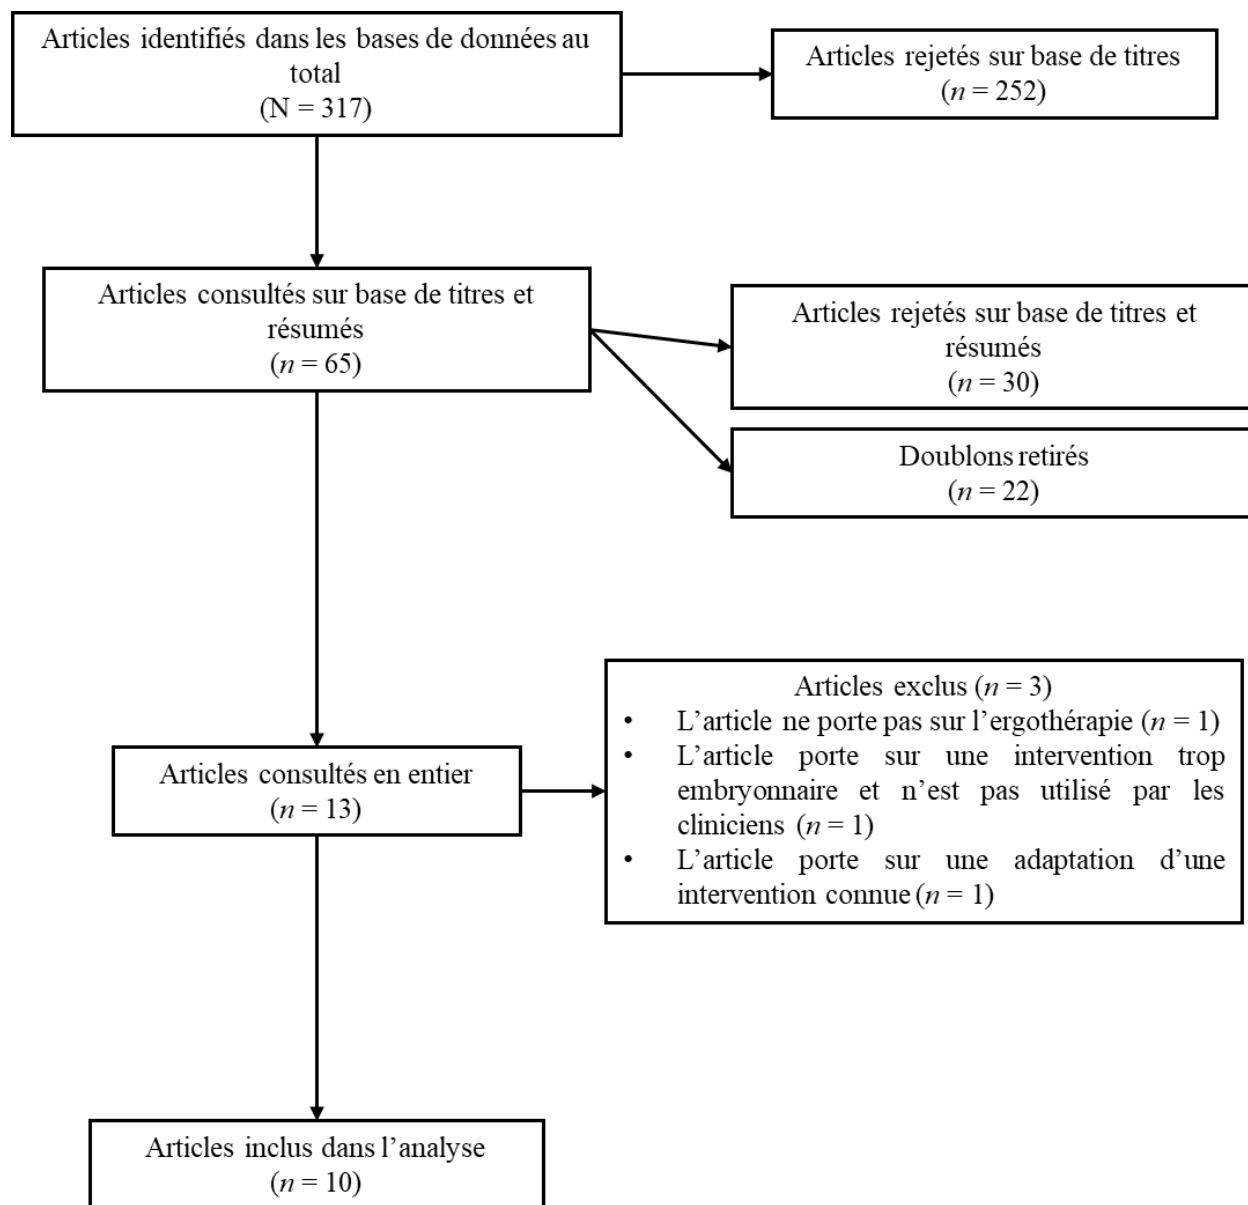 Articles identifiés dans les bases de données au
total
(N = 317)
Articles rejetés sur base de titres
(n = 252)
Articles consultés sur base de titres et
résumés
(n = 65)
Articles rejetés sur base de titres et
résumés
(n = 30)
Doublons retirés
(n = 22)
Articles consultés en entier
(n = 13)
Articles exclus (n = 3)
• L’article ne porte pas sur l’ergothérapie (n = 1)
• L’article porte sur une intervention trop
embryonnaire et n’est pas utilisé par les
cliniciens (n = 1)
• L’article porte sur une adaptation d’une
intervention connue (n = 1)
Articles inclus dans l’analyse
(n = 10)